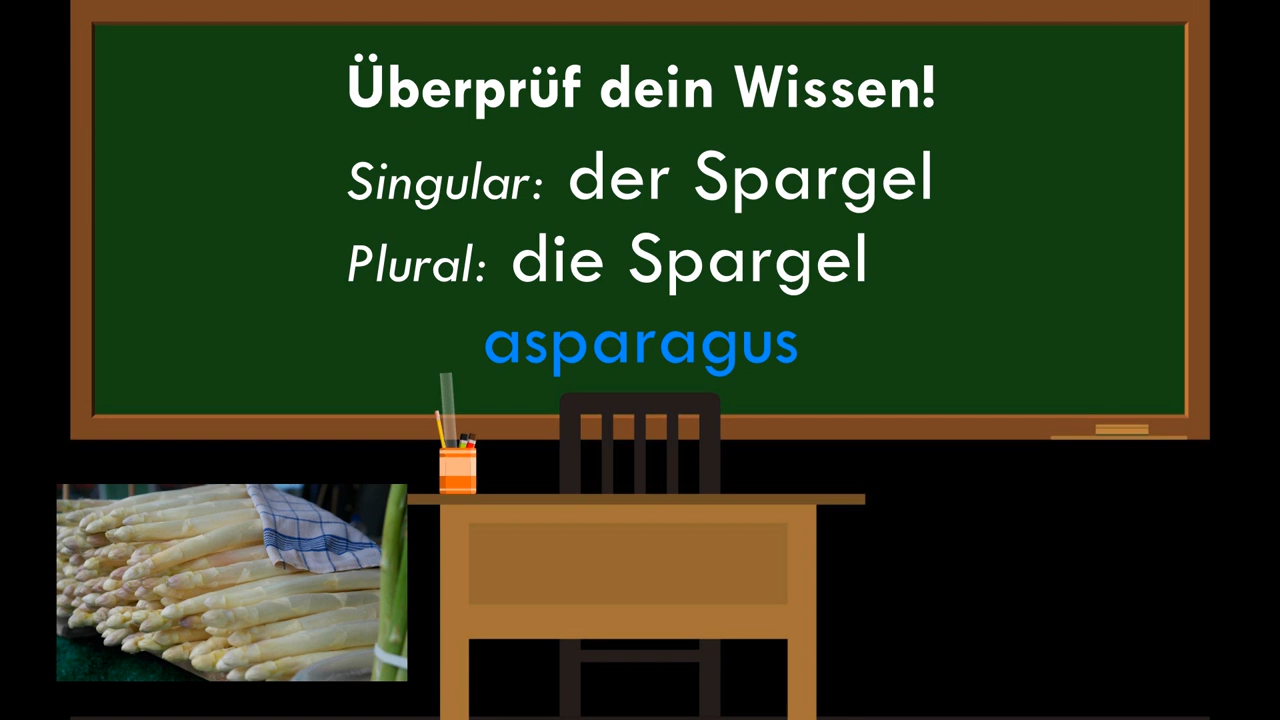 Überprüf dein Wissen!
Singular: der Spargel
Plural: die Spargel
asparagus